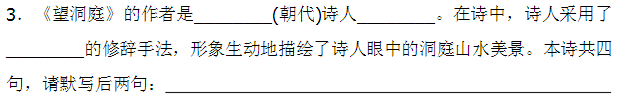 3. 《望洞庭》的作者是________(朝代)诗人________。在诗中，诗人采用了
________的修辞手法，形象生动地描绘了诗人眼中的洞庭山水美景。本诗共四
句，请默写后两句：______________________________________________